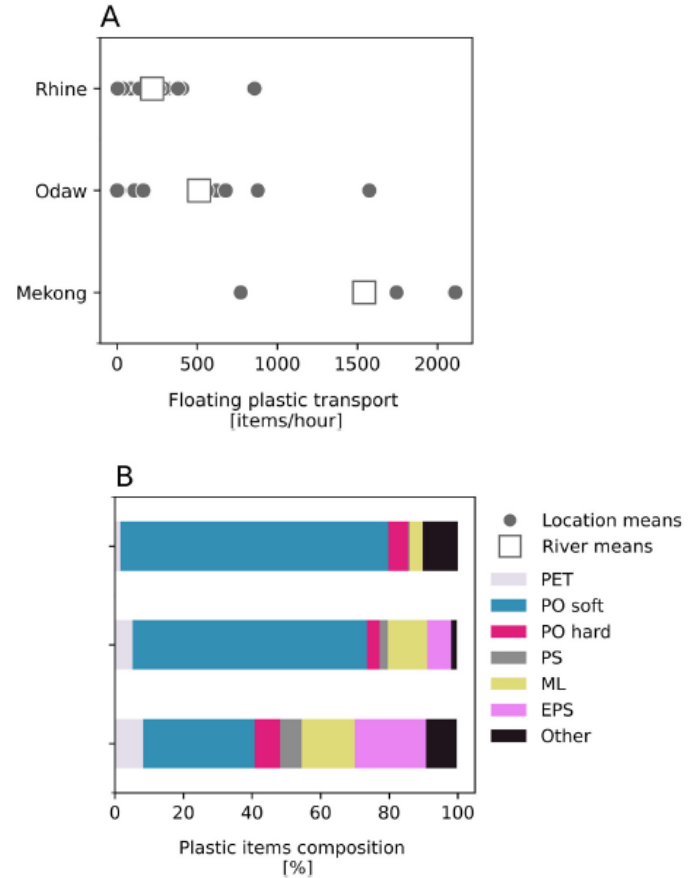 A
Rhine
Odaw
Mekong
0 500 1000 1500 2000
Floating plastic transport
[items/hour]
B
Location means
River means
PET
PO soft
PO hard
PS
ML
EPS
Other
0 20 40 60 80 100
Plastic items composition
[%]